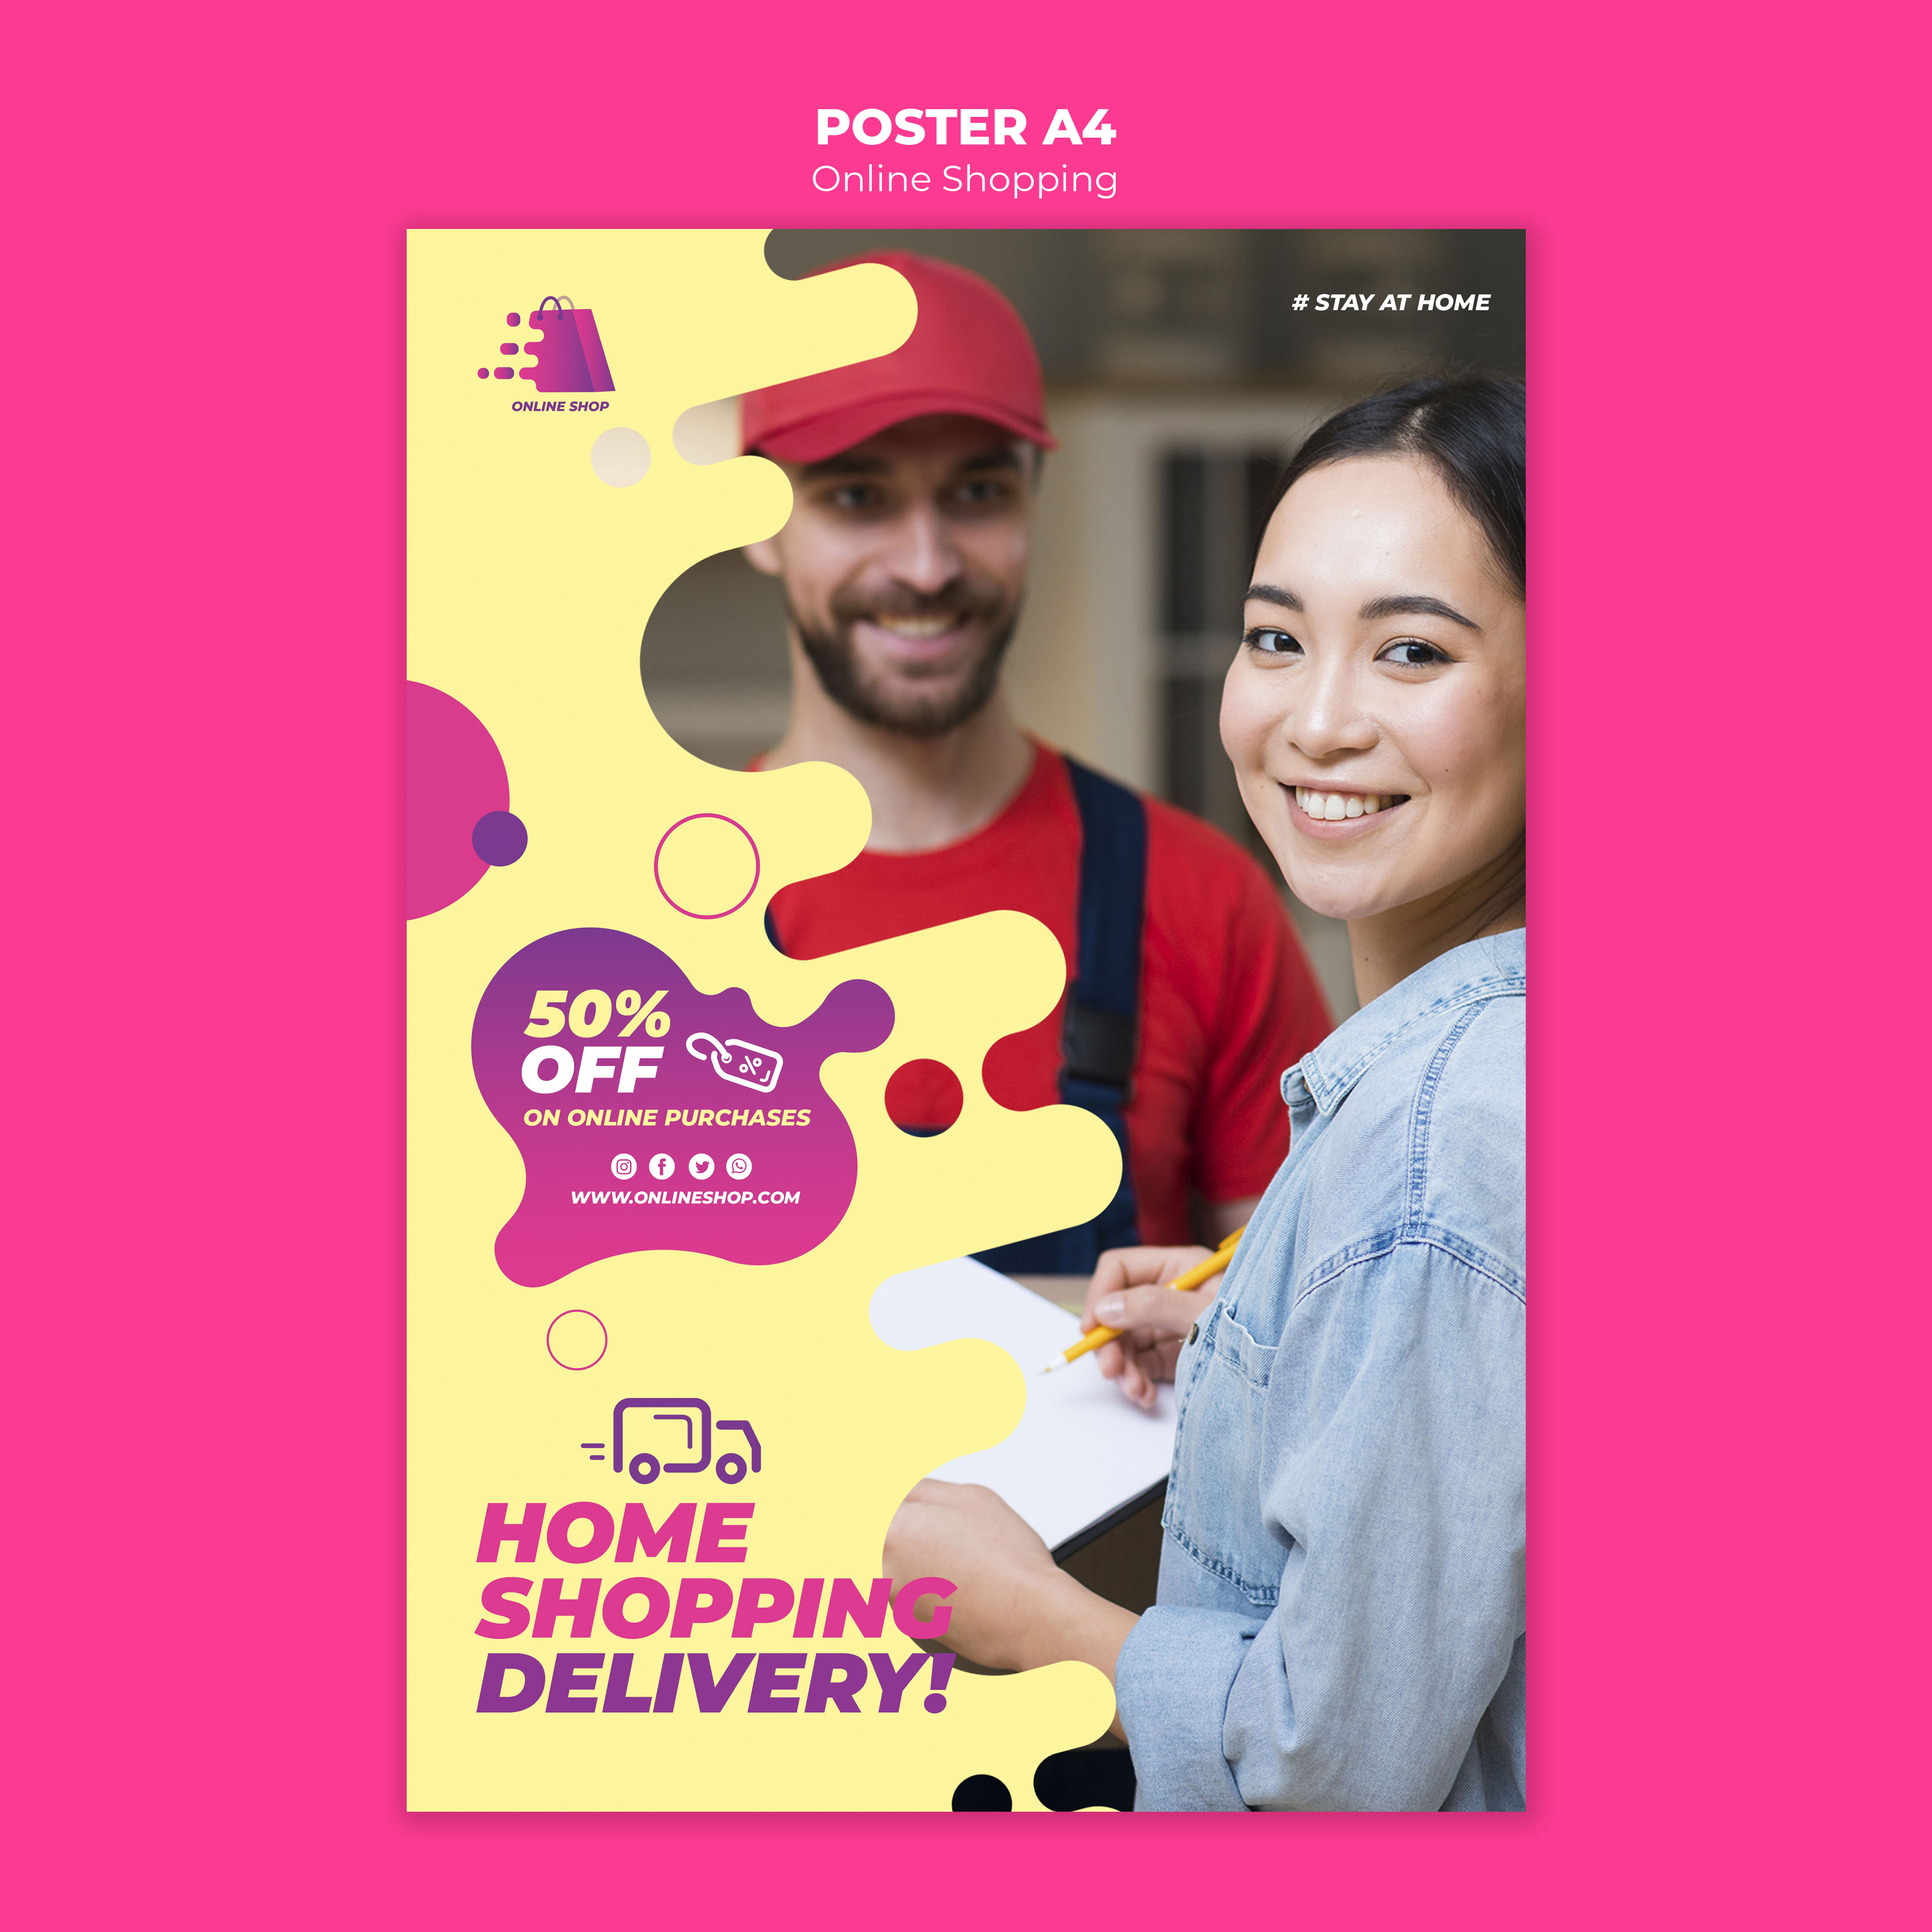 POSTER A4
Online Shopping
# STAY AT HOME
ONLINE SHOP
50%
OFF
%
ON ONLINE PURCHASES
WWW.ONLINESHOP.COM
HOME
SHOPPING
DELIVERY!